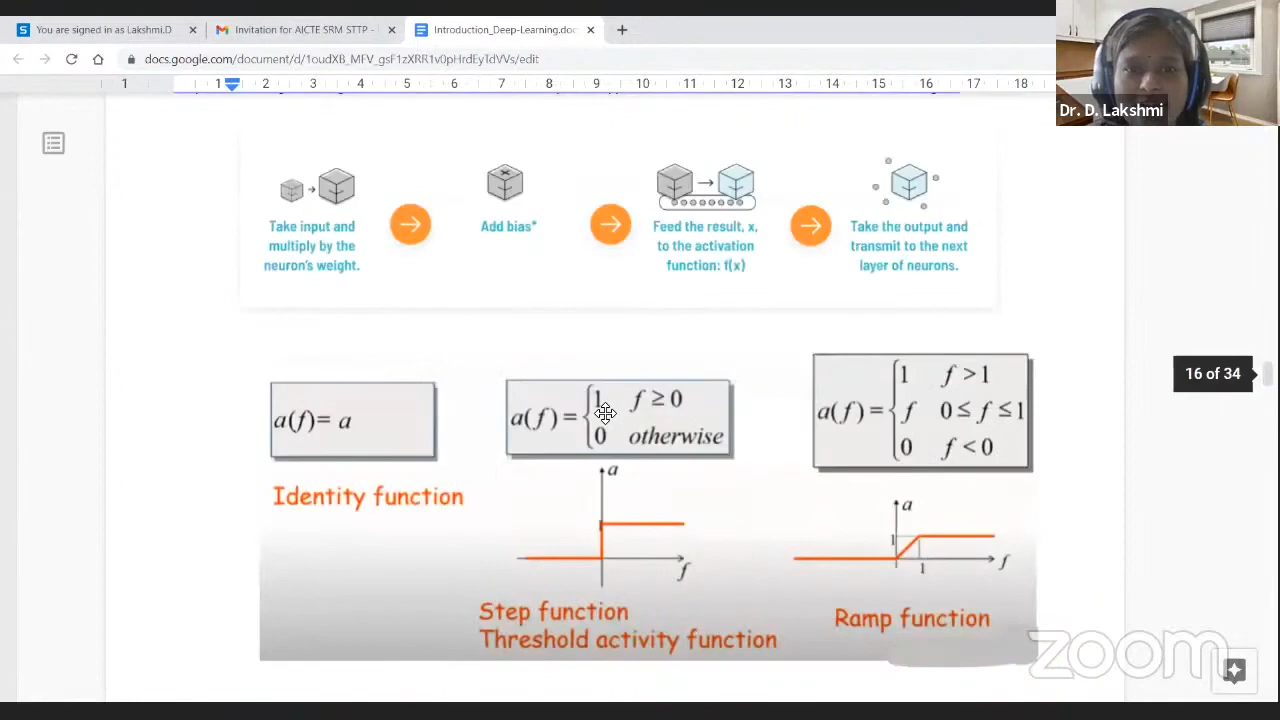 You are signed in as Lakshmi.D
Invitation for AICTE SRM STTP -
Introduction_Deep-Learning.doc
docs.google.com/document/d/1oudXB_MFV_gsF1zXRR1v0pHrdEyTdVVs/edit
1 1 2 3 4 5 6 7 8 9 10 11 12 13 14 15 16 17 18
Dr. D. Lakshmi
Take input and
multiply by the
neuron's weight.
Add bias*
Feed the result, x,
to the activation
function: f(x)
Take the output and
transmit to the next
layer of neurons.
16 of 34
a(f)= a
Identity function
a(f) = {1 f ≥ 0
0 otherwise
a
f
Step function
Threshold activity function
a(f) = {1 f > 1
f 0 ≤ f ≤ 1
0 f < 0
a
1
1
f
Ramp function
zoom